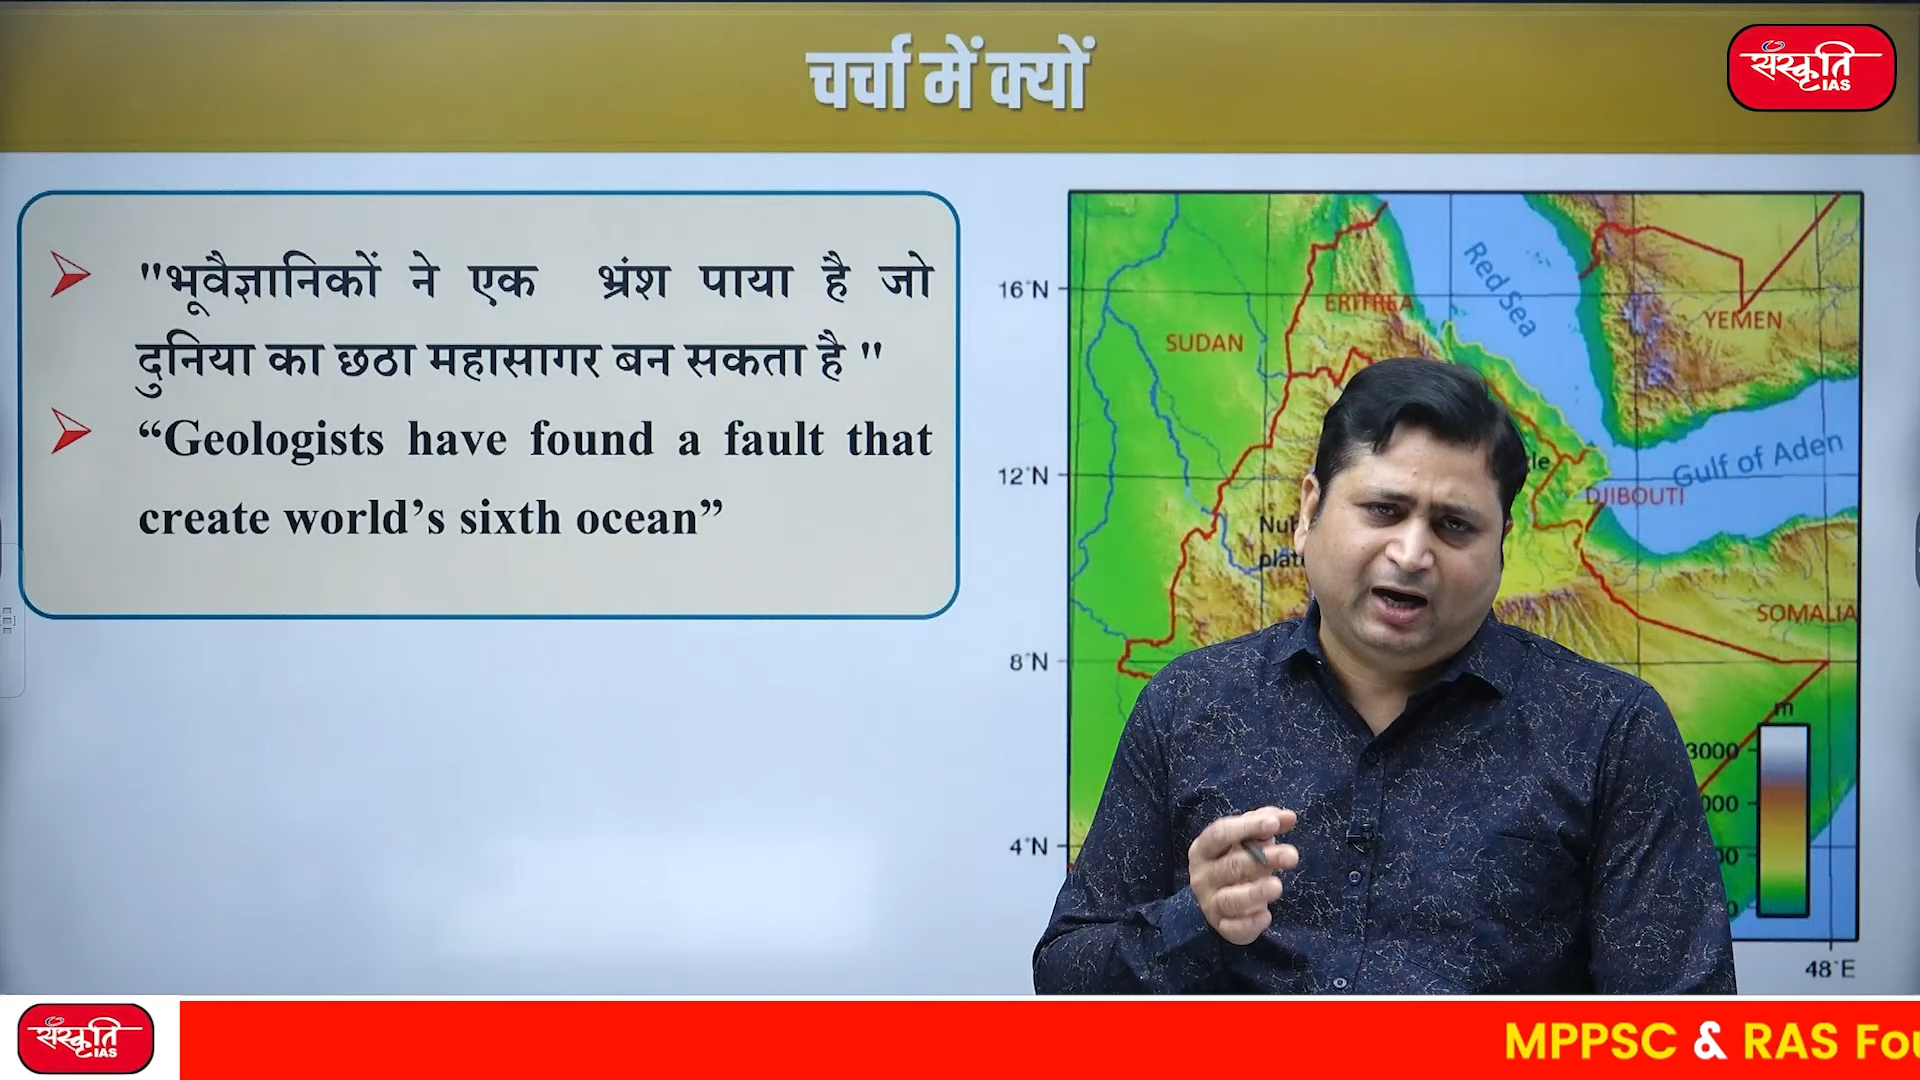 चर्चा में क्यों
संस्कृति
IAS
"भूवैज्ञानिकों ने एक भ्रंश पाया है जो
दुनिया का छठा महासागर बन सकता है "
“Geologists have found a fault that
create world’s sixth ocean”
16°N
12°N
8°N
4°N
48°E
Red Sea
ERITREA
SUDAN
YEMEN
Gulf of Aden
DJIBOUTI
SOMALIA
m
3000
संस्कृति
IAS
MPPSC & RAS